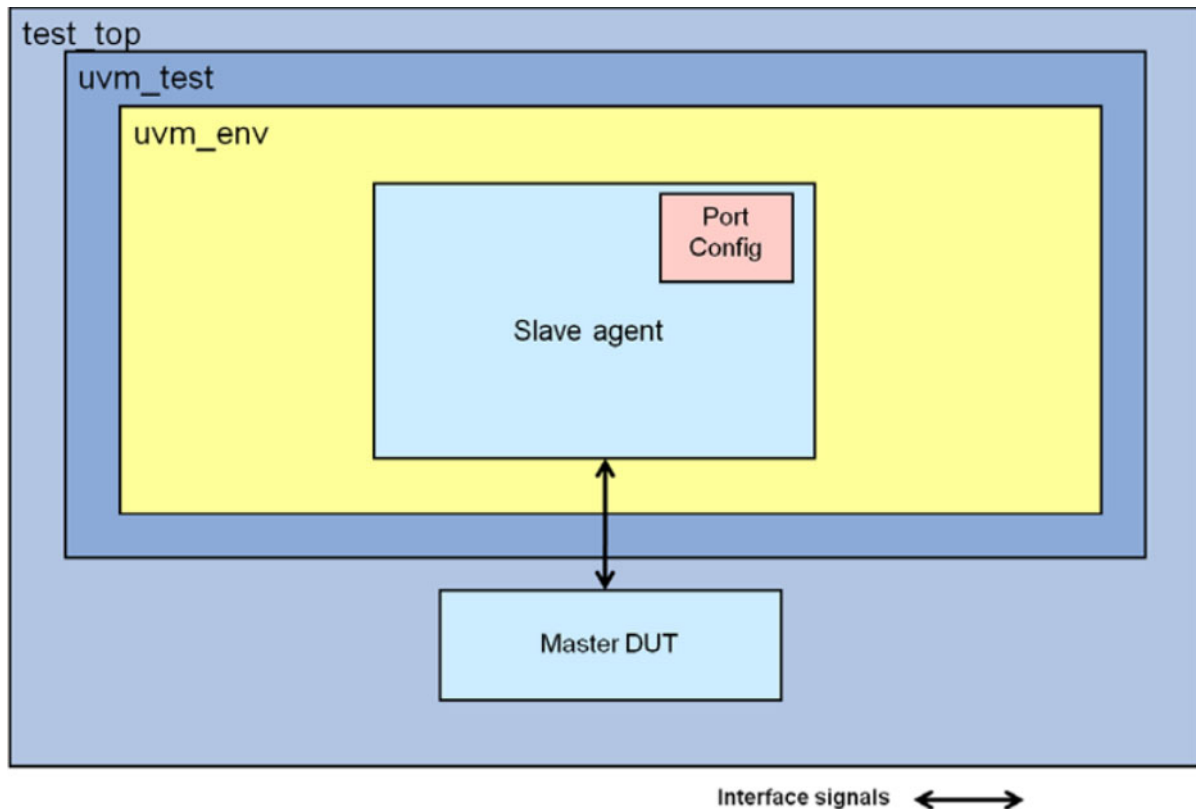 test_top
uvm_test
uvm_env
Port
Config
Slave agent
Master DUT
Interface signals